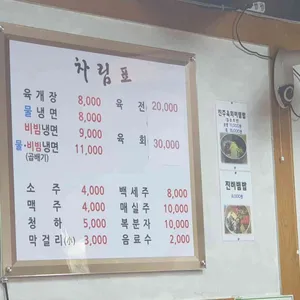 차림표
육개장 8,000
물냉면 8,000
비빔냉면 9,000
물·비빔냉면 11,000
(곱배기)
육전 20,000
육회 30,000
소주 4,000
맥주 4,000
청하 5,000
막걸리(小) 3,000
백세주 8,000
매실주 10,000
복분자 10,000
음료수 2,000
진주육회비빔밥
진비빔밥